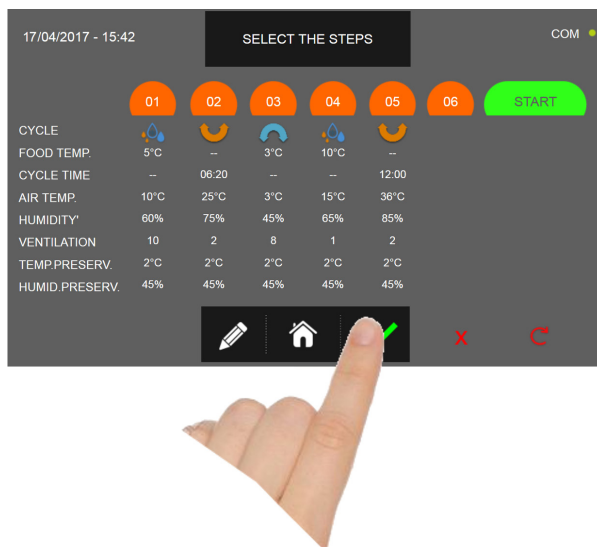 17/04/2017 - 15:42 SELECT THE STEPS COM
01 02 03 04 05 06 START
CYCLE
FOOD TEMP. 5°C -- 3°C 10°C --
CYCLE TIME -- 06:20 -- -- 12:00
AIR TEMP. 10°C 25°C 3°C 15°C 36°C
HUMIDITY' 60% 75% 45% 65% 85%
VENTILATION 10 2 8 1 2
TEMP.PRESERV. 2°C 2°C 2°C 2°C 2°C
HUMID.PRESERV. 45% 45% 45% 45% 45%
X